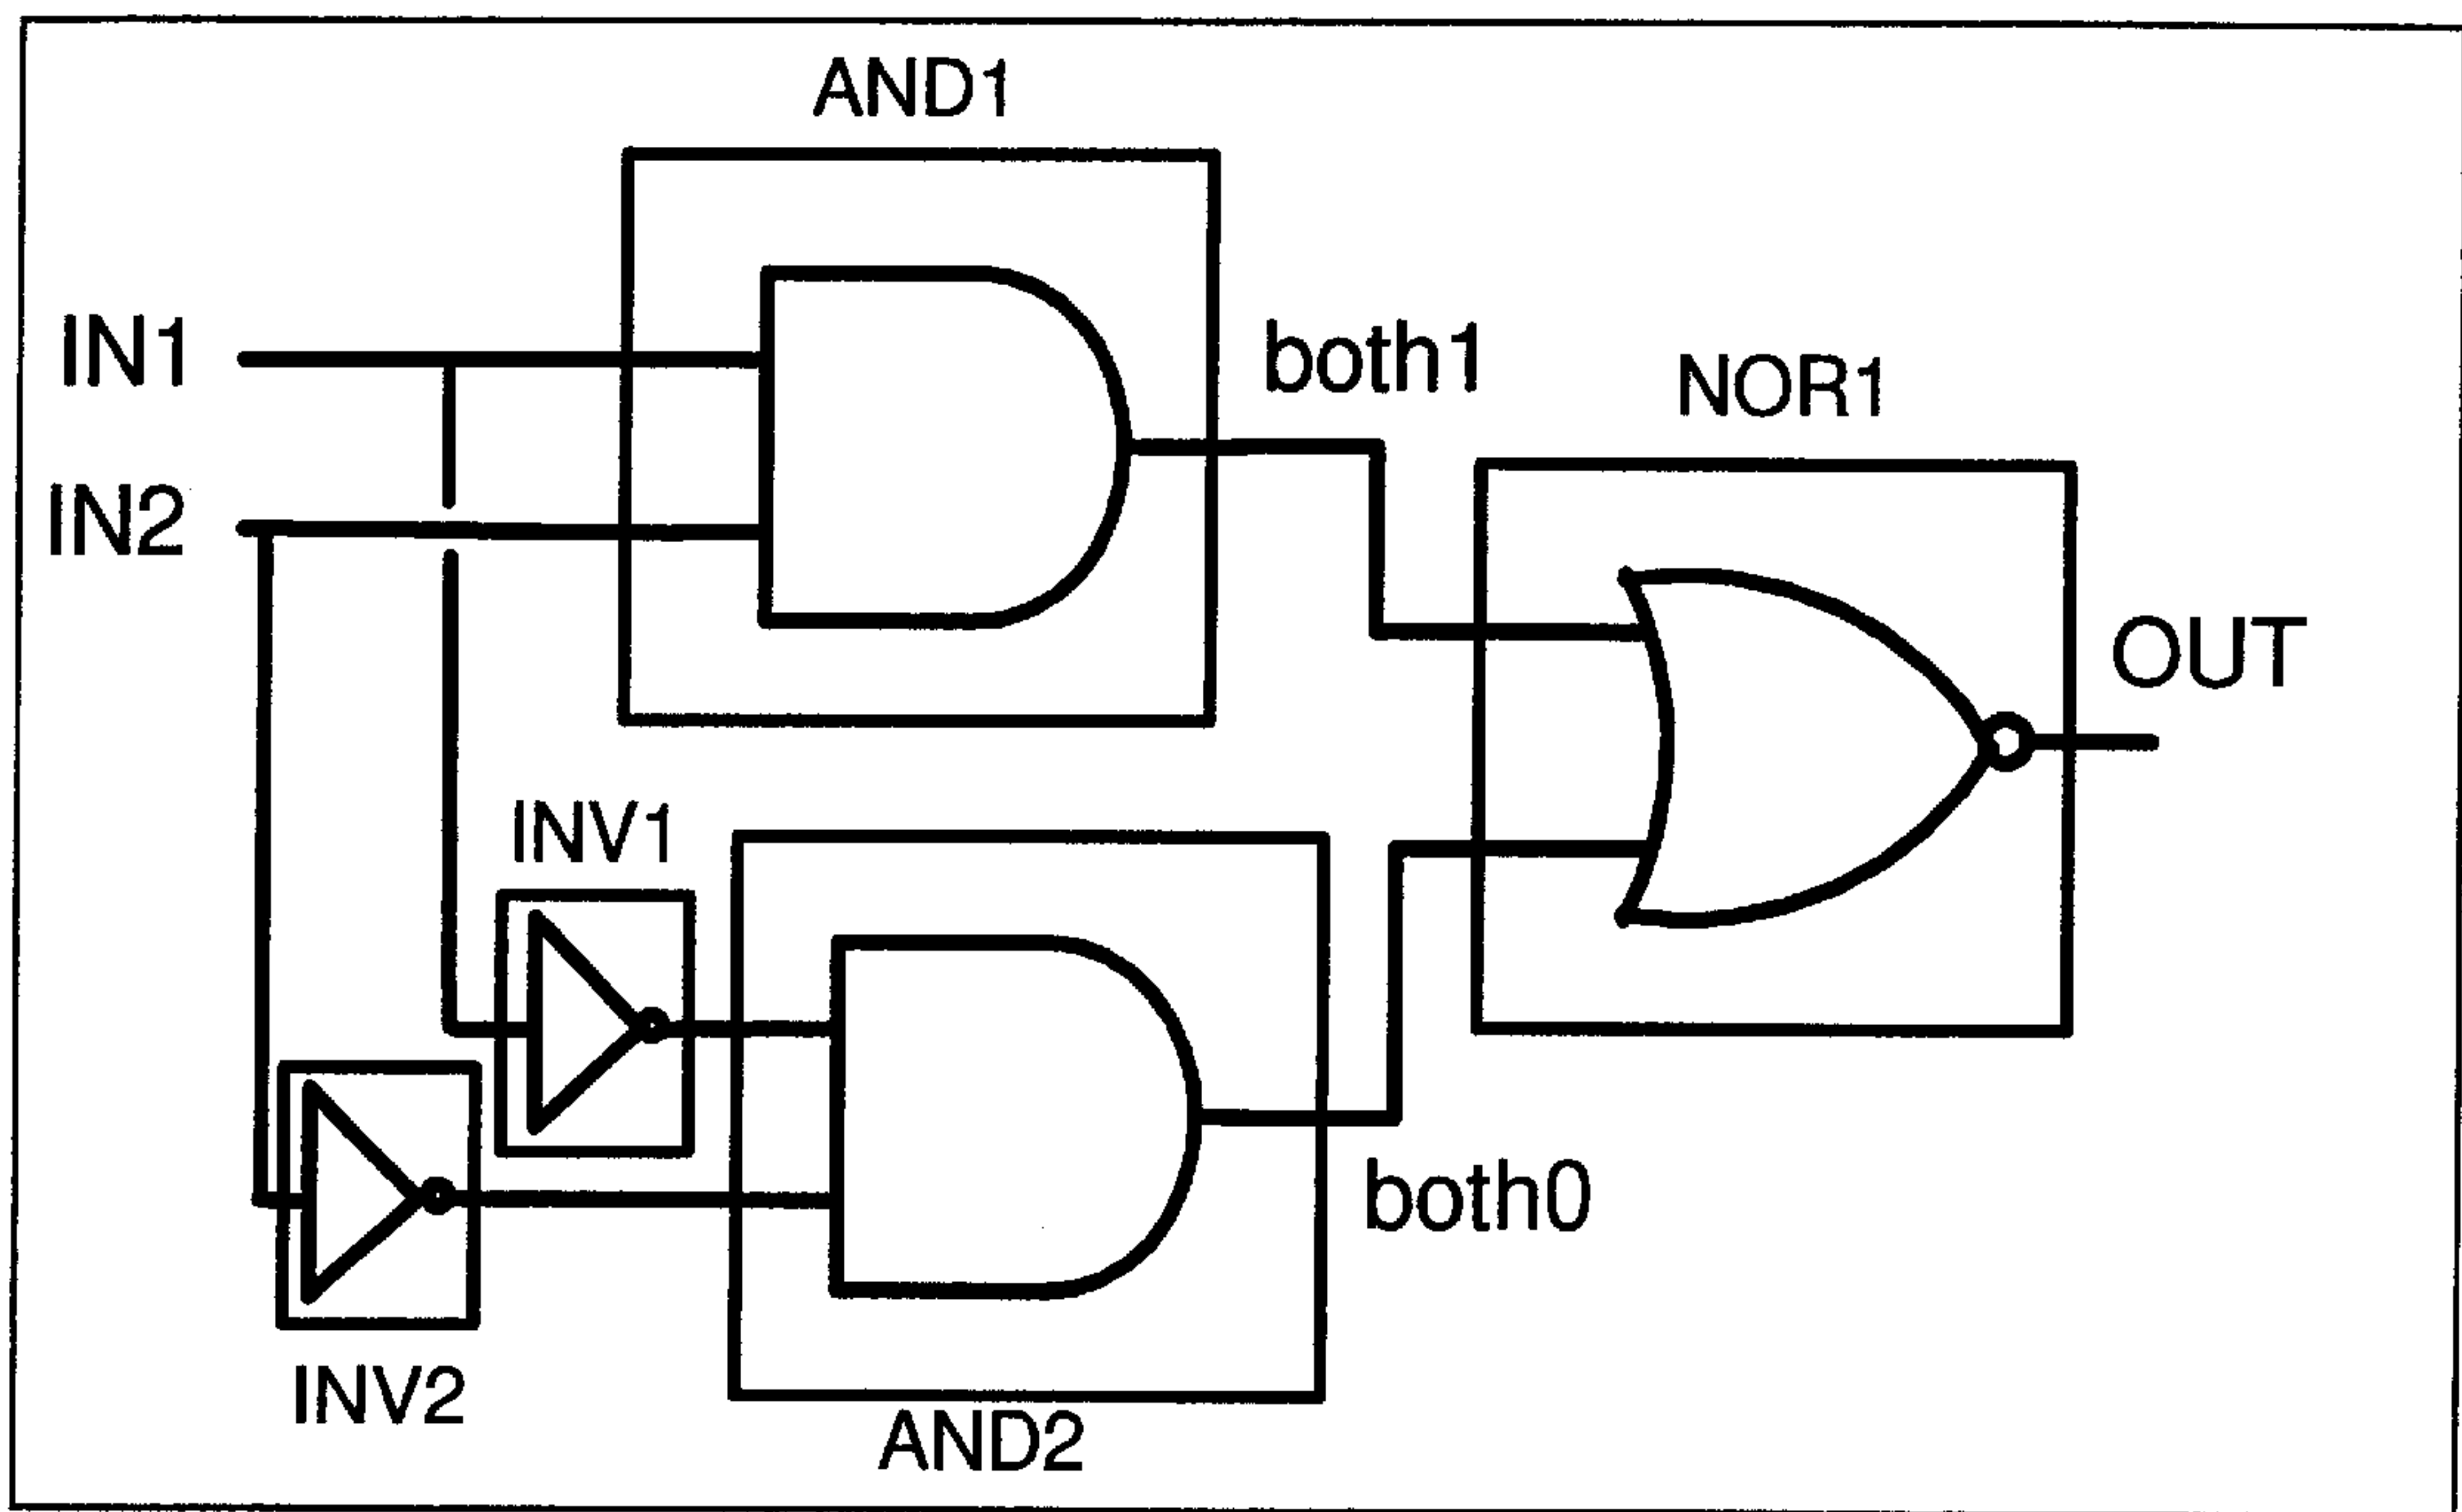 AND1
IN1
both1
NOR1
IN2
OUT
INV1
both0
INV2
AND2